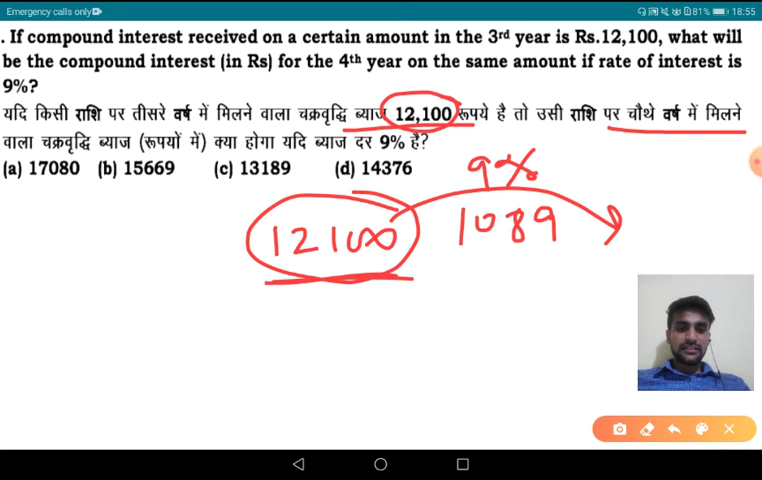 Emergency calls only
81% 18:55
. If compound interest received on a certain amount in the 3rd year is Rs.12,100, what will
be the compound interest (in Rs) for the 4th year on the same amount if rate of interest is
9%?
यदि किसी राशि पर तीसरे वर्ष में मिलने वाला चक्रवृद्धि ब्याज 12,100 रूपये है तो उसी राशि पर चौथे वर्ष में मिलने
वाला चक्रवृद्धि ब्याज (रूपयों में) क्या होगा यदि ब्याज दर 9% है?
(a) 17080 (b) 15669 (c) 13189 (d) 14376
9%
12100 1089